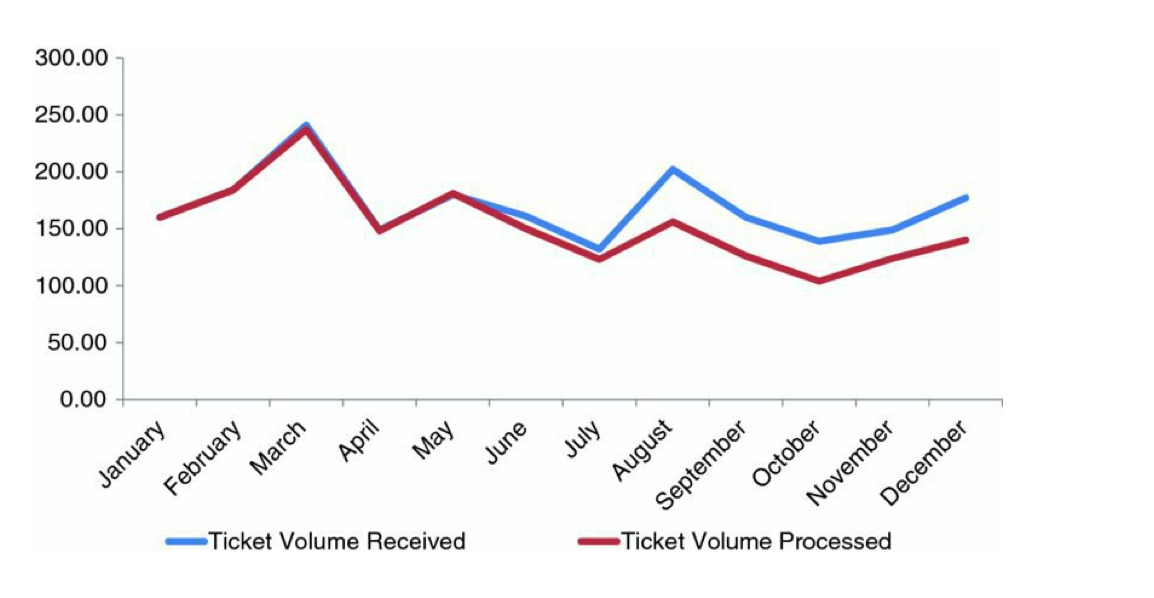 300.00
250.00
200.00
150.00
100.00
50.00
0.00
January
February
March
April
May
June
July
August
September
October
November
December
Ticket Volume Received
Ticket Volume Processed